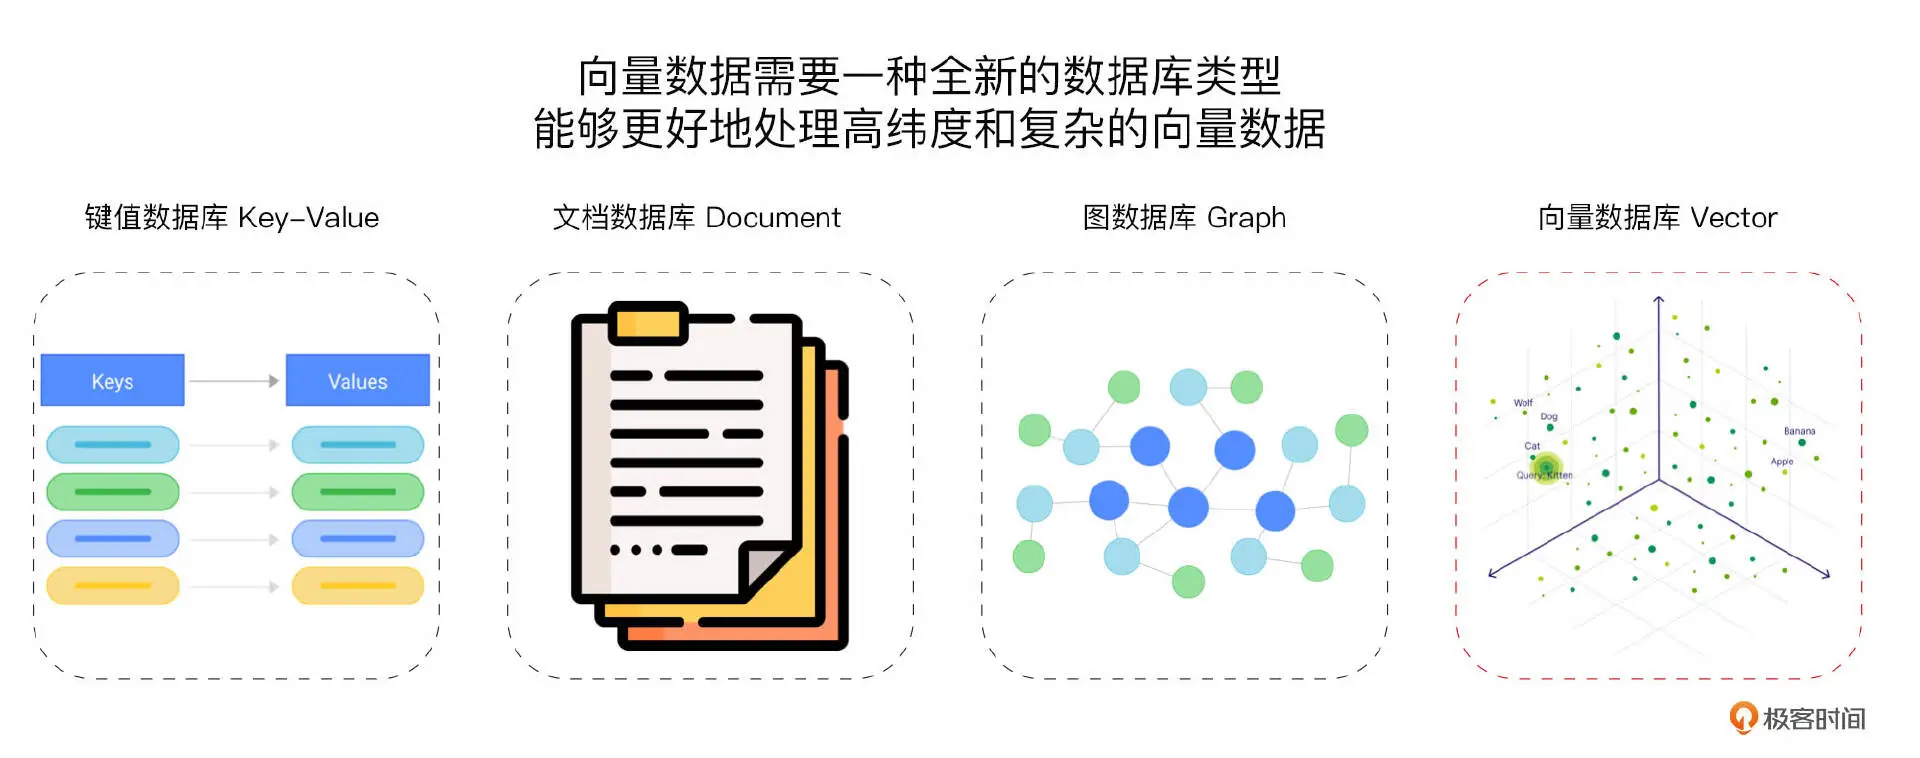 向量数据需要一种全新的数据库类型
能够更好地处理高纬度和复杂的向量数据
键值数据库 Key-Value
文档数据库 Document
图数据库 Graph
向量数据库 Vector
Keys
Values
Wolf
Dog
Cat
Query: Kitten
Banana
Apple
极客时间